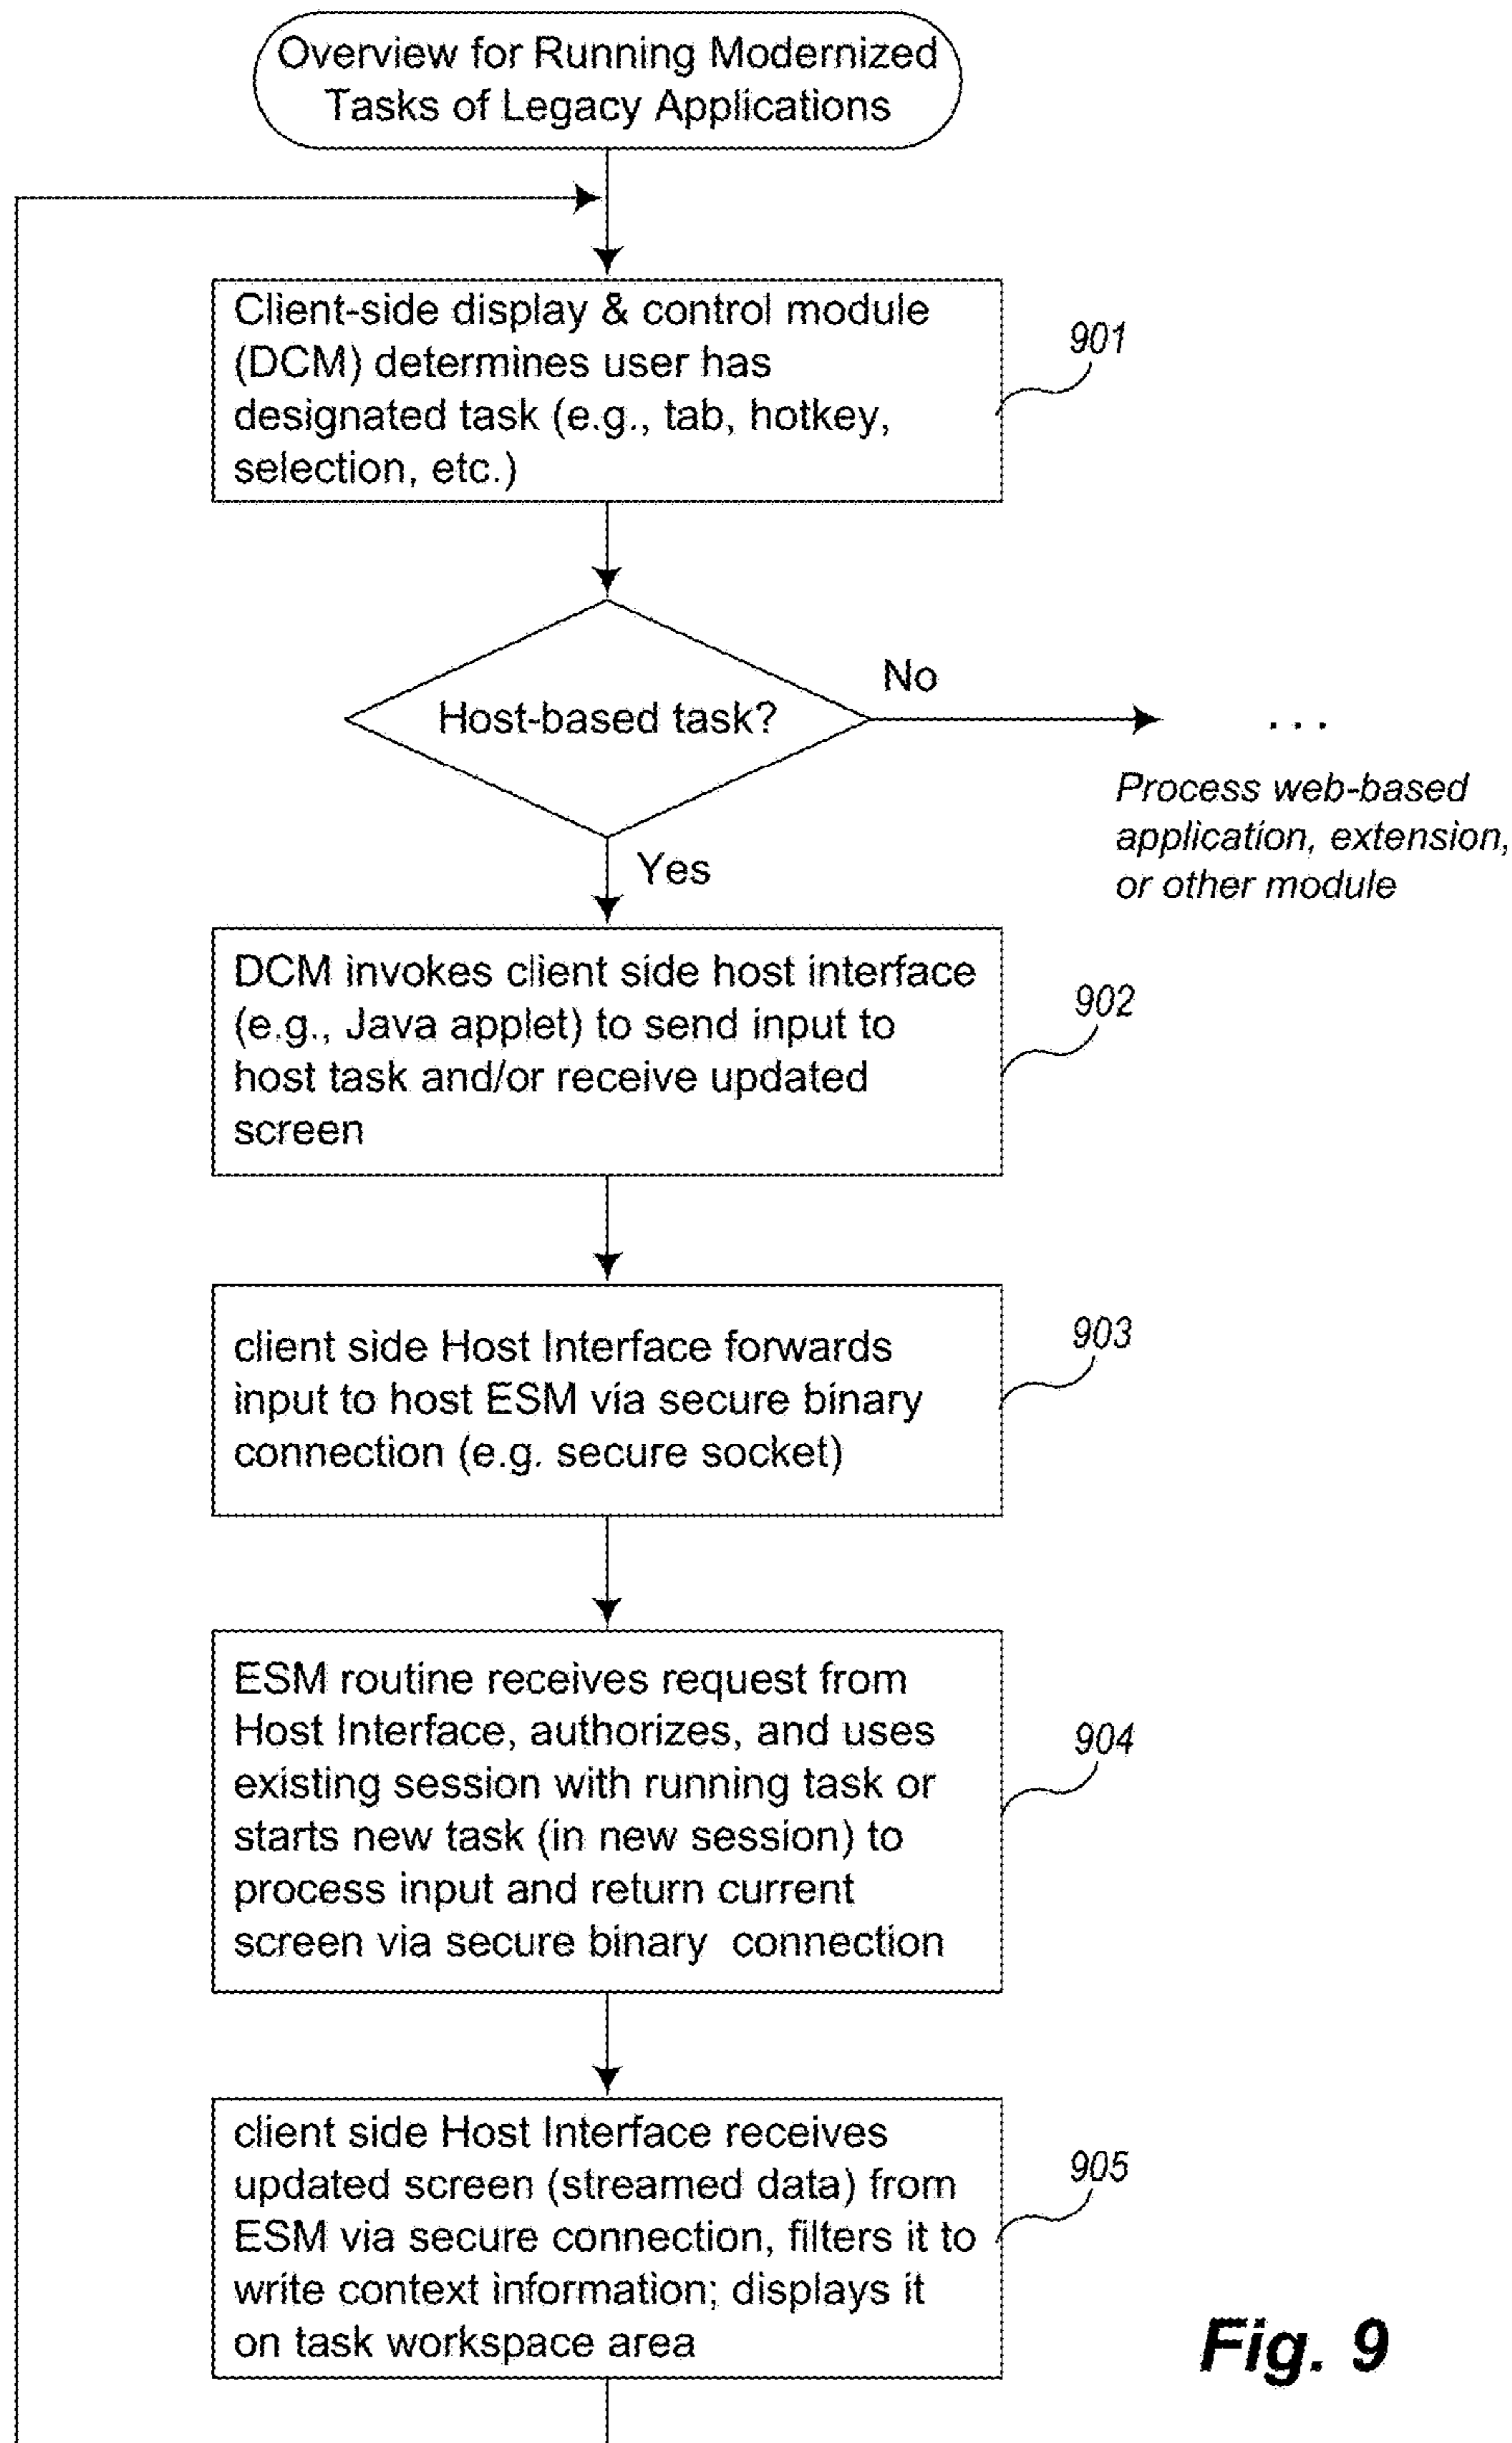 Overview for Running Modernized
Tasks of Legacy Applications
Client-side display & control module
(DCM) determines user has
designated task (e.g., tab, hotkey,
selection, etc.)
901
Host-based task?
No
. . .
Process web-based
application, extension,
or other module
Yes
DCM invokes client side host interface
(e.g., Java applet) to send input to
host task and/or receive updated
screen
902
client side Host Interface forwards
input to host ESM via secure binary
connection (e.g. secure socket)
903
ESM routine receives request from
Host Interface, authorizes, and uses
existing session with running task or
starts new task (in new session) to
process input and return current
screen via secure binary connection
904
client side Host Interface receives
updated screen (streamed data) from
ESM via secure connection, filters it to
write context information; displays it
on task workspace area
905
Fig. 9